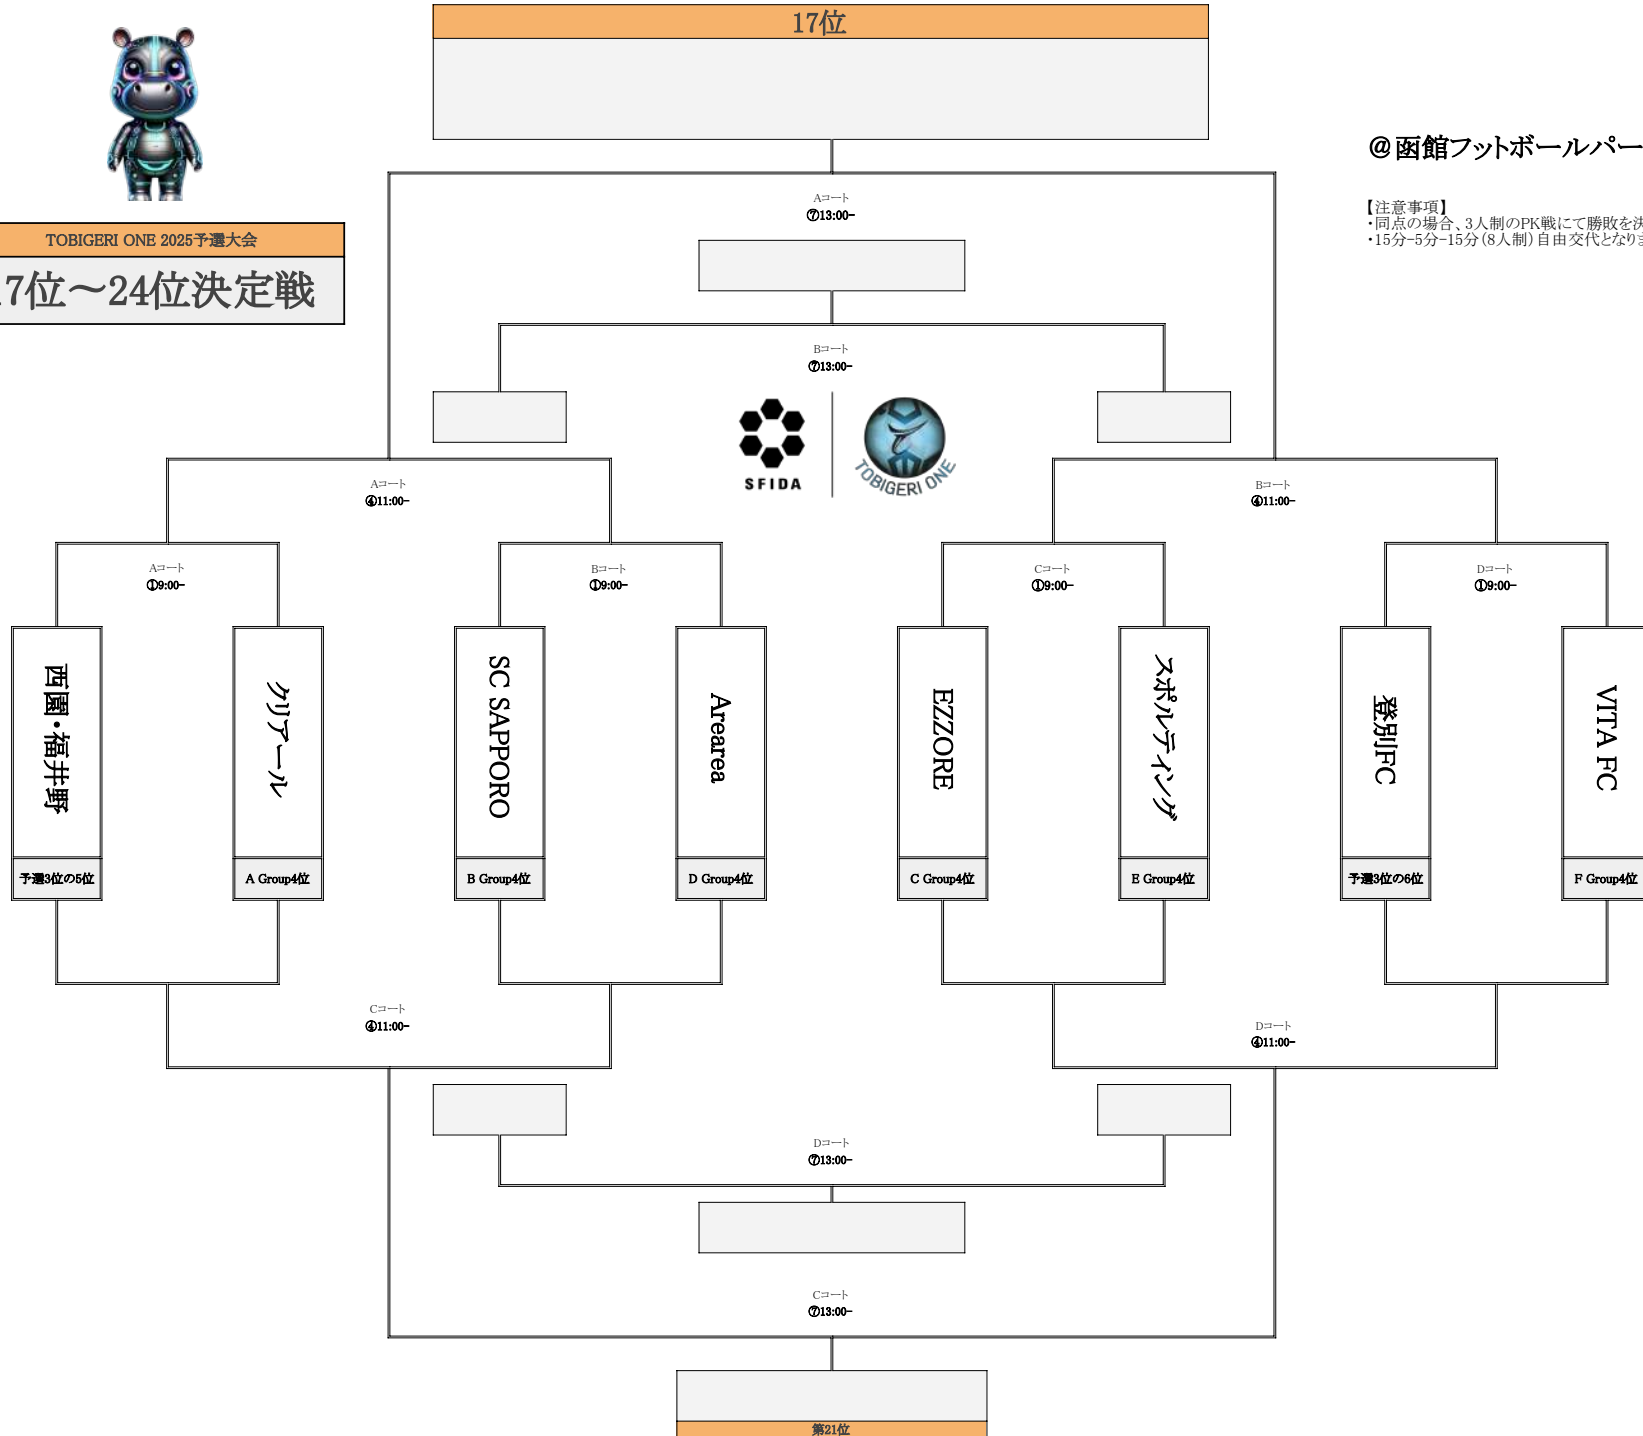 17位
@函館フットボールパー
Aコート
⑦13:00-
【注意事項】
・同点の場合、3人制のPK戦にて勝敗を決
・15分-5分-15分(8人制)自由交代となりま
TOBIGERI ONE 2025予選大会
7位～24位決定戦
Bコート
⑦13:00-
SFIDA
TOBIGERI ONE
Aコート
④11:00-
Bコート
④11:00-
Aコート
①9:00-
Bコート
①9:00-
Cコート
①9:00-
Dコート
①9:00-
西園・福井野
クリアール
SC SAPPORO
Arearea
EZZORE
スポルティング
登別FC
VITA FC
予選3位の5位
A Group4位
B Group4位
D Group4位
C Group4位
E Group4位
予選3位の6位
F Group4位
Cコート
④11:00-
Dコート
④11:00-
Dコート
⑦13:00-
Cコート
⑦13:00-
第21位